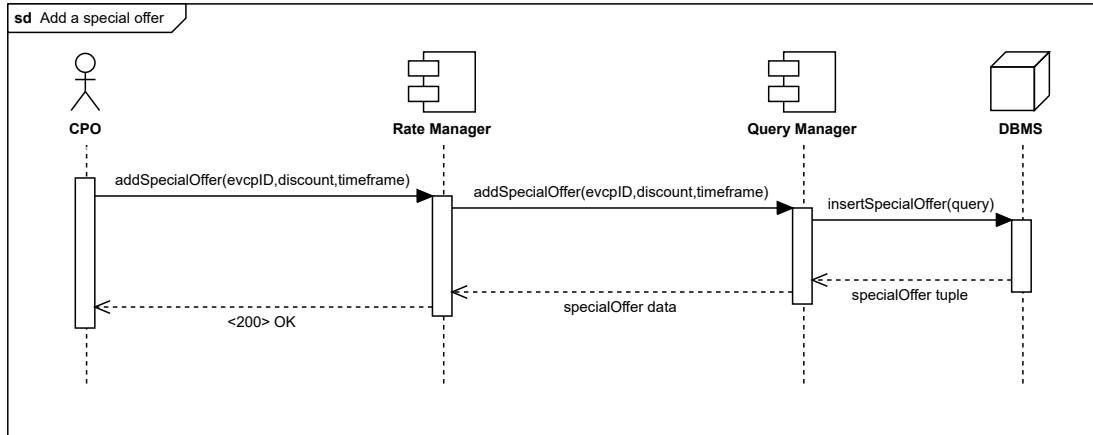 sd Add a special offer
CPO
Rate Manager
Query Manager
DBMS
addSpecialOffer(evcpID,discount,timeframe)
addSpecialOffer(evcpID,discount,timeframe)
insertSpecialOffer(query)
specialOffer tuple
specialOffer data
<200> OK